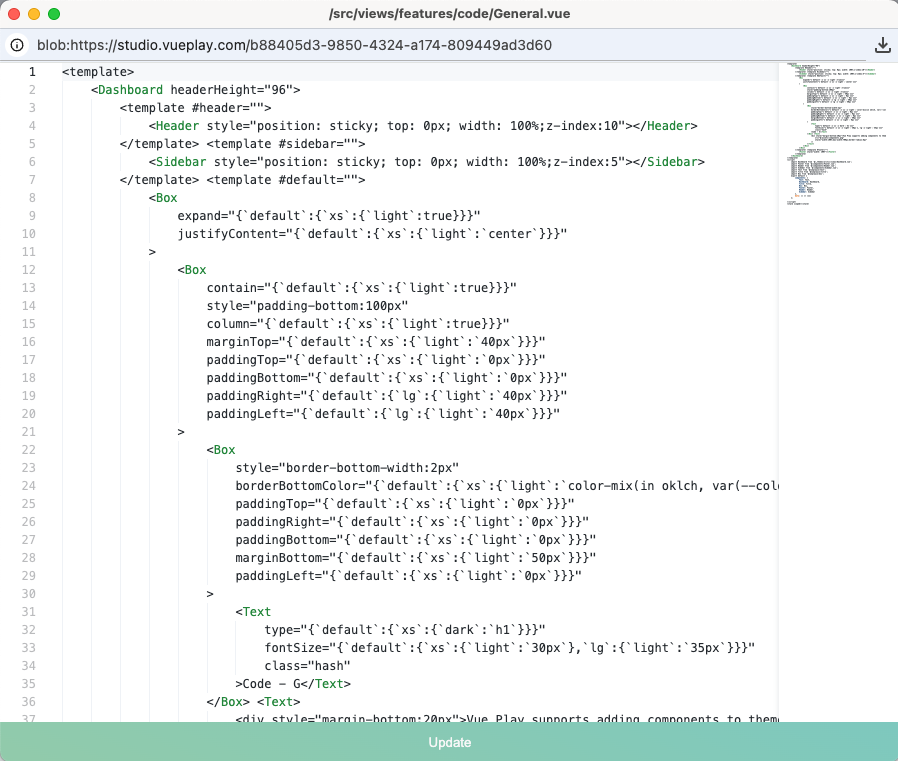 /src/views/features/code/General.vue
blob:https://studio.vueplay.com/b88405d3-9850-4324-a174-809449ad3d60
1 <template>
2 <Dashboard headerHeight="96">
3 <template #header="">
4 <Header style="position: sticky; top: 0px; width: 100%;z-index:10"></Header>
5 </template> <template #sidebar="">
6 <Sidebar style="position: sticky; top: 0px; width: 100%;z-index:5"></Sidebar>
7 </template> <template #default="">
8 <Box
9 expand="{`default`:{`xs`:{`light`:true}}}"
10 justifyContent="{`default`:{`xs`:{`light`:`center`}}}"
11 >
12 <Box
13 contain="{`default`:{`xs`:{`light`:true}}}"
14 style="padding-bottom:100px"
15 column="{`default`:{`xs`:{`light`:true}}}"
16 marginTop="{`default`:{`xs`:{`light`:`40px`}}}"
17 paddingTop="{`default`:{`xs`:{`light`:`0px`}}}"
18 paddingBottom="{`default`:{`xs`:{`light`:`0px`}}}"
19 paddingRight="{`default`:{`lg`:{`light`:`40px`}}}"
20 paddingLeft="{`default`:{`lg`:{`light`:`40px`}}}"
21 >
22 <Box
23 style="border-bottom-width:2px"
24 borderBottomColor="{`default`:{`xs`:{`light`:`color-mix(in oklch, var(--col
25 paddingTop="{`default`:{`xs`:{`light`:`0px`}}}"
26 paddingRight="{`default`:{`xs`:{`light`:`0px`}}}"
27 paddingBottom="{`default`:{`xs`:{`light`:`0px`}}}"
28 marginBottom="{`default`:{`xs`:{`light`:`50px`}}}"
29 paddingLeft="{`default`:{`xs`:{`light`:`0px`}}}"
30 >
31 <Text
32 type="{`default`:{`xs`:{`dark`:`h1`}}}"
33 fontSize="{`default`:{`xs`:{`light`:`30px`},`lg`:{`light`:`35px`}}}"
34 class="hash"
35 >Code - G</Text>
36 </Box> <Text>
37 <div style="margin-bottom:20px">Vue Play supports adding components to theme
Update